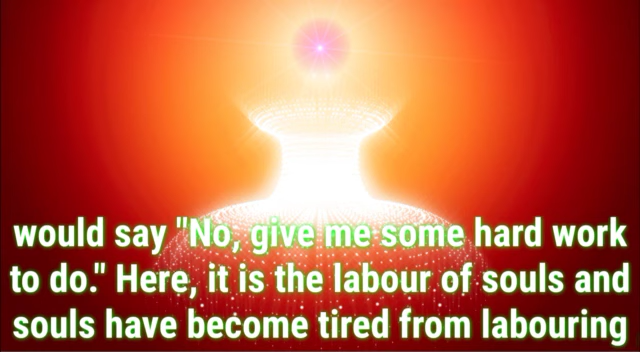 would say "No, give me some hard work
to do." Here, it is the labour of souls and
souls have become tired from labouring